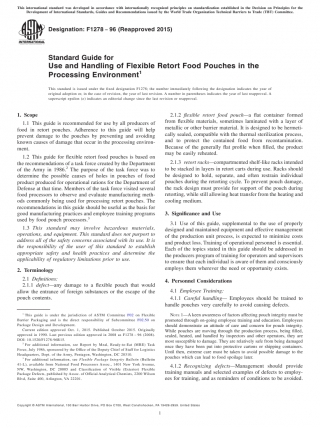 This international standard was developed in accordance with internationally recognized principles on standardization established in the Decision on Principles for the
Development of International Standards, Guides and Recommendations issued by the World Trade Organization Technical Barriers to Trade (TBT) Committee.
Designation: F1278 − 96 (Reapproved 2015)
Standard Guide for
Use and Handling of Flexible Retort Food Pouches in the
Processing Environment1
This standard is issued under the fixed designation F1278; the number immediately following the designation indicates the year of
original adoption or, in the case of revision, the year of last revision. A number in parentheses indicates the year of last reapproval. A
superscript epsilon (ε) indicates an editorial change since the last revision or reapproval.
1. Scope
1.1 This guide is recommended for use by all producers of
food in retort pouches. Adherence to this guide will help
prevent damage to the pouches by preventing and avoiding
known causes of damage that occur in the processing environ-
ment.
1.2 This guide for flexible retort food pouches is based on
the recommendations of a task force created by the Department
of the Army in 1986.2 The purpose of the task force was to
determine the possible causes of holes in pouches of food
product produced for operational rations for the Department of
Defense at that time. Members of the task force visited several
food processors to observe and evaluate manufacturing meth-
ods commonly being used for processing retort pouches. The
recommendations in this guide should be useful as the basis for
good manufacturing practices and employee training programs
used by food pouch processors.3
1.3 This standard may involve hazardous materials,
operations, and equipment. This standard does not purport to
address all of the safety concerns associated with its use. It is
the responsibility of the user of this standard to establish
appropriate safety and health practices and determine the
applicability of regulatory limitations prior to use.
2. Terminology
2.1 Definitions:
2.1.1 defect—any damage to a flexible pouch that would
allow the entrance of foreign substances or the escape of the
pouch contents.
1 This guide is under the jurisdiction of ASTM Committee F02 on Flexible
Barrier Packaging and is the direct responsibility of Subcommittee F02.50 on
Package Design and Development.
Current edition approved Oct. 1, 2015. Published October 2015. Originally
approved in 1990. Last previous edition approved in 2008 as F1278 – 96 (2008).
DOI: 10.1520/F1278-96R15.
2 For additional information, see Report by Meal, Ready-to-Eat (MRE) Task
Force, July 1986, sponsored by the Office of the Deputy Chief of Staff for Logistics
Headquarters, Dept. of the Army, Pentagon, Washington, DC 20310.
3 For additional information, see Flexible Package Integrity Bulletin (Bulletin
41-L), available from National Food Processors Assoc., 1401 New York Avenue,
NW, Washington, DC 20005 and Classification of Visible (Exterior) Flexible
Package Defects, published by Assoc. of Official Analytical Chemists, 2200 Wilson
Blvd, Suite 400, Arlington, VA 22201.
2.1.2 flexible retort food pouch—a flat container formed
from flexible materials, sometimes laminated with a layer of
metallic or other barrier material. It is designed to be hermeti-
cally sealed, compatible with the thermal sterilization process,
and to protect the contained food from recontamination.
Because of the generally flat profile when filled, the product
may be easily reheated.
2.1.3 retort racks—compartmented shelf-like racks intended
to be stacked in layers in retort carts during use. Racks should
be designed to hold, separate, and often restrain individual
pouches during the retorting cycle. To prevent pouch damage,
the rack design must provide for support of the pouch during
retorting, while still allowing heat transfer from the heating and
cooling medium.
3. Significance and Use
3.1 Use of this guide, supplemental to the use of properly
designed and maintained equipment and effective management
of the production unit process, is expected to minimize costs
and product loss. Training of operational personnel is essential.
Each of the topics stated in this guide should be addressed in
the producers program of training for operators and supervisors
to ensure that each individual is aware of them and consciously
employs them wherever the need or opportunity exists.
4. Personnel Considerations
4.1 Employee Training:
4.1.1 Careful handling— Employees should be trained to
handle pouches very carefully to avoid causing defects.
NOTE 1—A keen awareness of factors affecting pouch integrity must be
promoted through on-going employee training and education. Employees
should demonstrate an attitude of care and concern for pouch integrity.
While pouches are moving through the production process, being filled,
sealed, heated, and handled by inspectors and other operators, they are
most susceptible to damage. They are relatively safe from being damaged
once they have been put into protective cartons or shipping containers.
Until then, extreme care must be taken to avoid possible damage to the
pouches which can lead to food spoilage later.
4.1.2 Recognizing defects—Management should provide
training manuals and selected examples of defects to employ-
ees for training, and as reminders of conditions to be avoided.
Copyright © ASTM International, 100 Barr Harbor Drive, PO Box C700, West Conshohocken, PA 19428-2959. United States
1